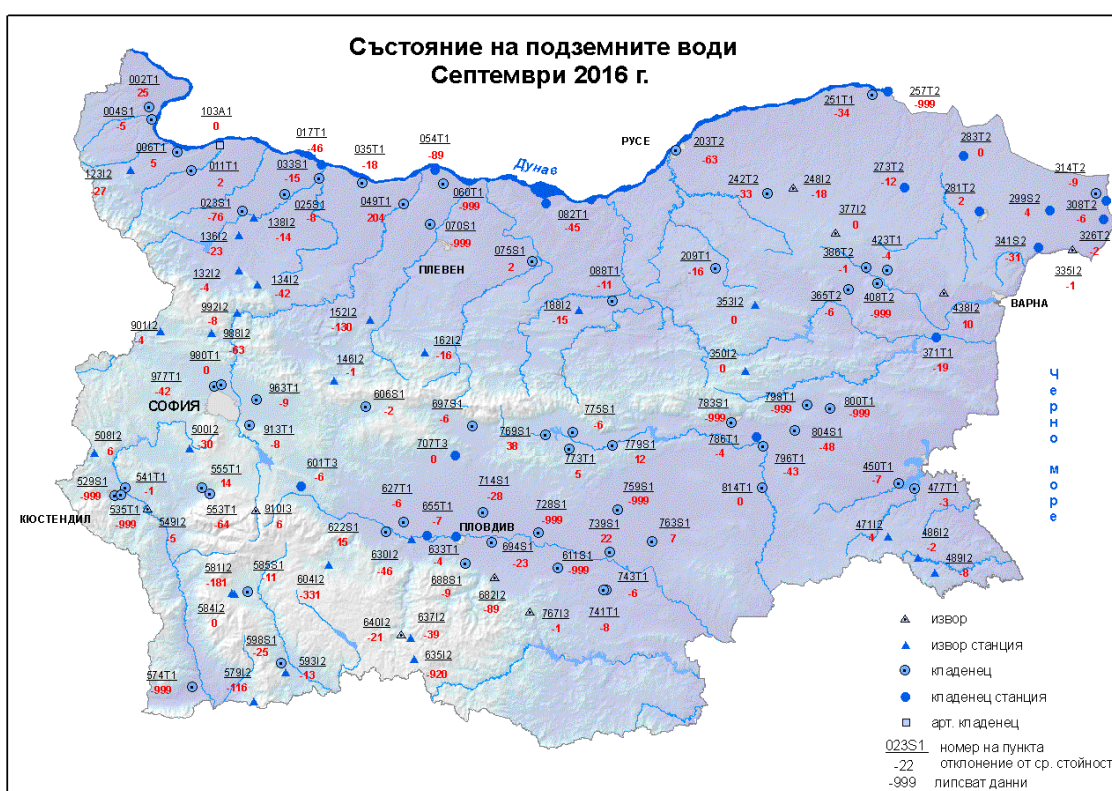 Състояние на подземните води
Септември 2016 г.
002T1
25
004S1
-5
103A1
0
006T1
5
011T1
2
123I2
27
017T1
-46
033S1
-15
035T1
-18
054T1
-89
Дунав
РУСЕ
251T1
-34
257T2
-999
203T2
-63
283T2
0
273T2
-12
314T2
-9
023S1
-76
025S1
-8
049T1
204
060T1
-999
082T1
-45
242T2
33
248I2
-18
281T2
2
299S2
4
308T2
-6
138I2
-14
136I2
-23
070S1
-999
377I2
0
423T1
-4
326T2
-2
341S2
-31
335I2
-1
132I2
-4
134I2
-42
ПЛЕВЕН
075S1
2
088T1
-11
209T1
-16
386T2
-1
365T2
-6
408T2
-999
438I2
10
ВАРНА
992I2
-8
152I2
-130
188I2
-15
353I2
0
901I2
4
988I2
-63
162I2
-16
371T1
-19
980T1
0
977T1
-42
146I2
-1
350I2
0
СОФИЯ
963T1
-9
606S1
-2
697S1
-6
775S1
-6
783S1
-999
798T1
-999
800T1
-999
Черно море
508I2
6
500I2
-30
913T1
-8
707T3
0
769S1
38
773T1
5
779S1
12
786T1
-4
804S1
-48
796T1
-43
529S1
-999
541T1
-1
555T1
14
601T3
-6
627T1
-6
714S1
-28
759S1
-999
814T1
0
450T1
-7
477T1
-3
КЮСТЕНДИЛ
535T1
-999
549I2
5
553T1
-64
910I3
6
622S1
15
655T1
-7
ПЛОВДИВ
728S1
-999
739S1
22
763S1
7
471I2
4
486I2
-2
489I2
-8
581I2
-181
585S1
11
604I2
-331
630I2
-46
633T1
-4
694S1
-23
611S1
-999
688S1
-9
682I2
-89
743T1
-6
741T1
-8
584I2
0
640I2
-21
637I2
-39
767I3
-1
598S1
-25
593I2
-13
635I2
-920
574T1
-999
579I2
-116
извор
извор станция
кладенец
кладенец станция
арт. кладенец
023S1 номер на пункта
-22 отклонение от ср. стойност
-999 липсват данни